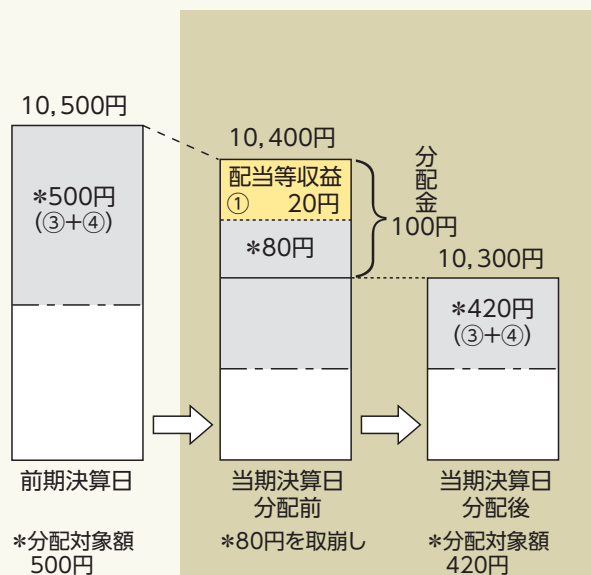 10,500円
＊500円
（③＋④）
前期決算日
＊分配対象額
500円
10,400円
配当等収益
① 20円
＊80円
分配金
100円
当期決算日
分配前
＊80円を取崩し
10,300円
＊420円
（③＋④）
当期決算日
分配後
＊分配対象額
420円